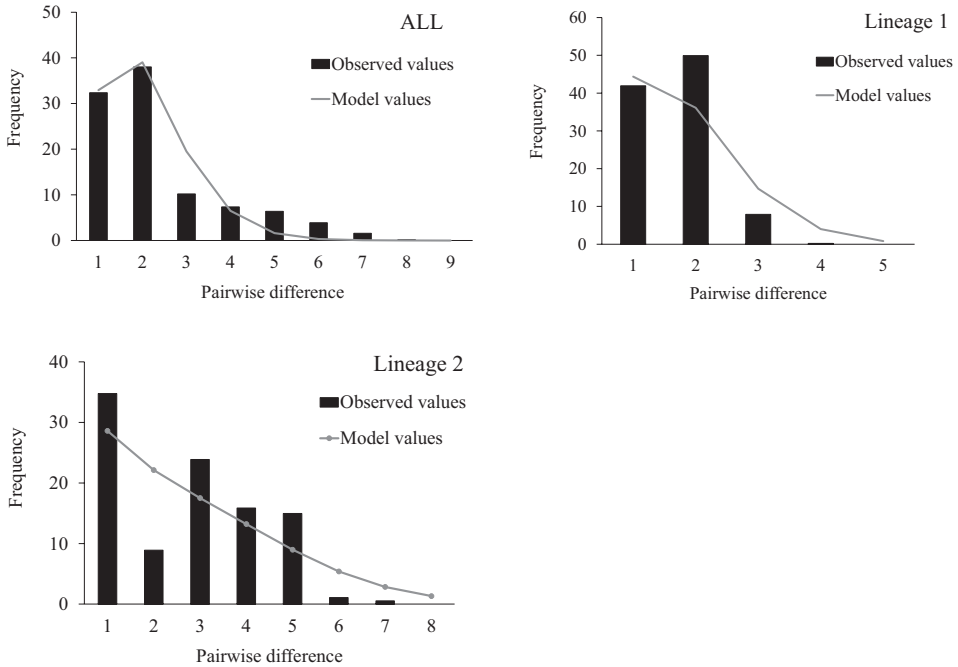 ALL
Frequency
50
40
30
20
10
0
Observed values
Model values
1 2 3 4 5 6 7 8 9
Pairwise difference
Lineage 1
Frequency
60
50
40
30
20
10
0
Observed values
Model values
1 2 3 4 5
Pairwise difference
Lineage 2
Frequency
40
30
20
10
0
Observed values
Model values
1 2 3 4 5 6 7 8
Pairwise difference